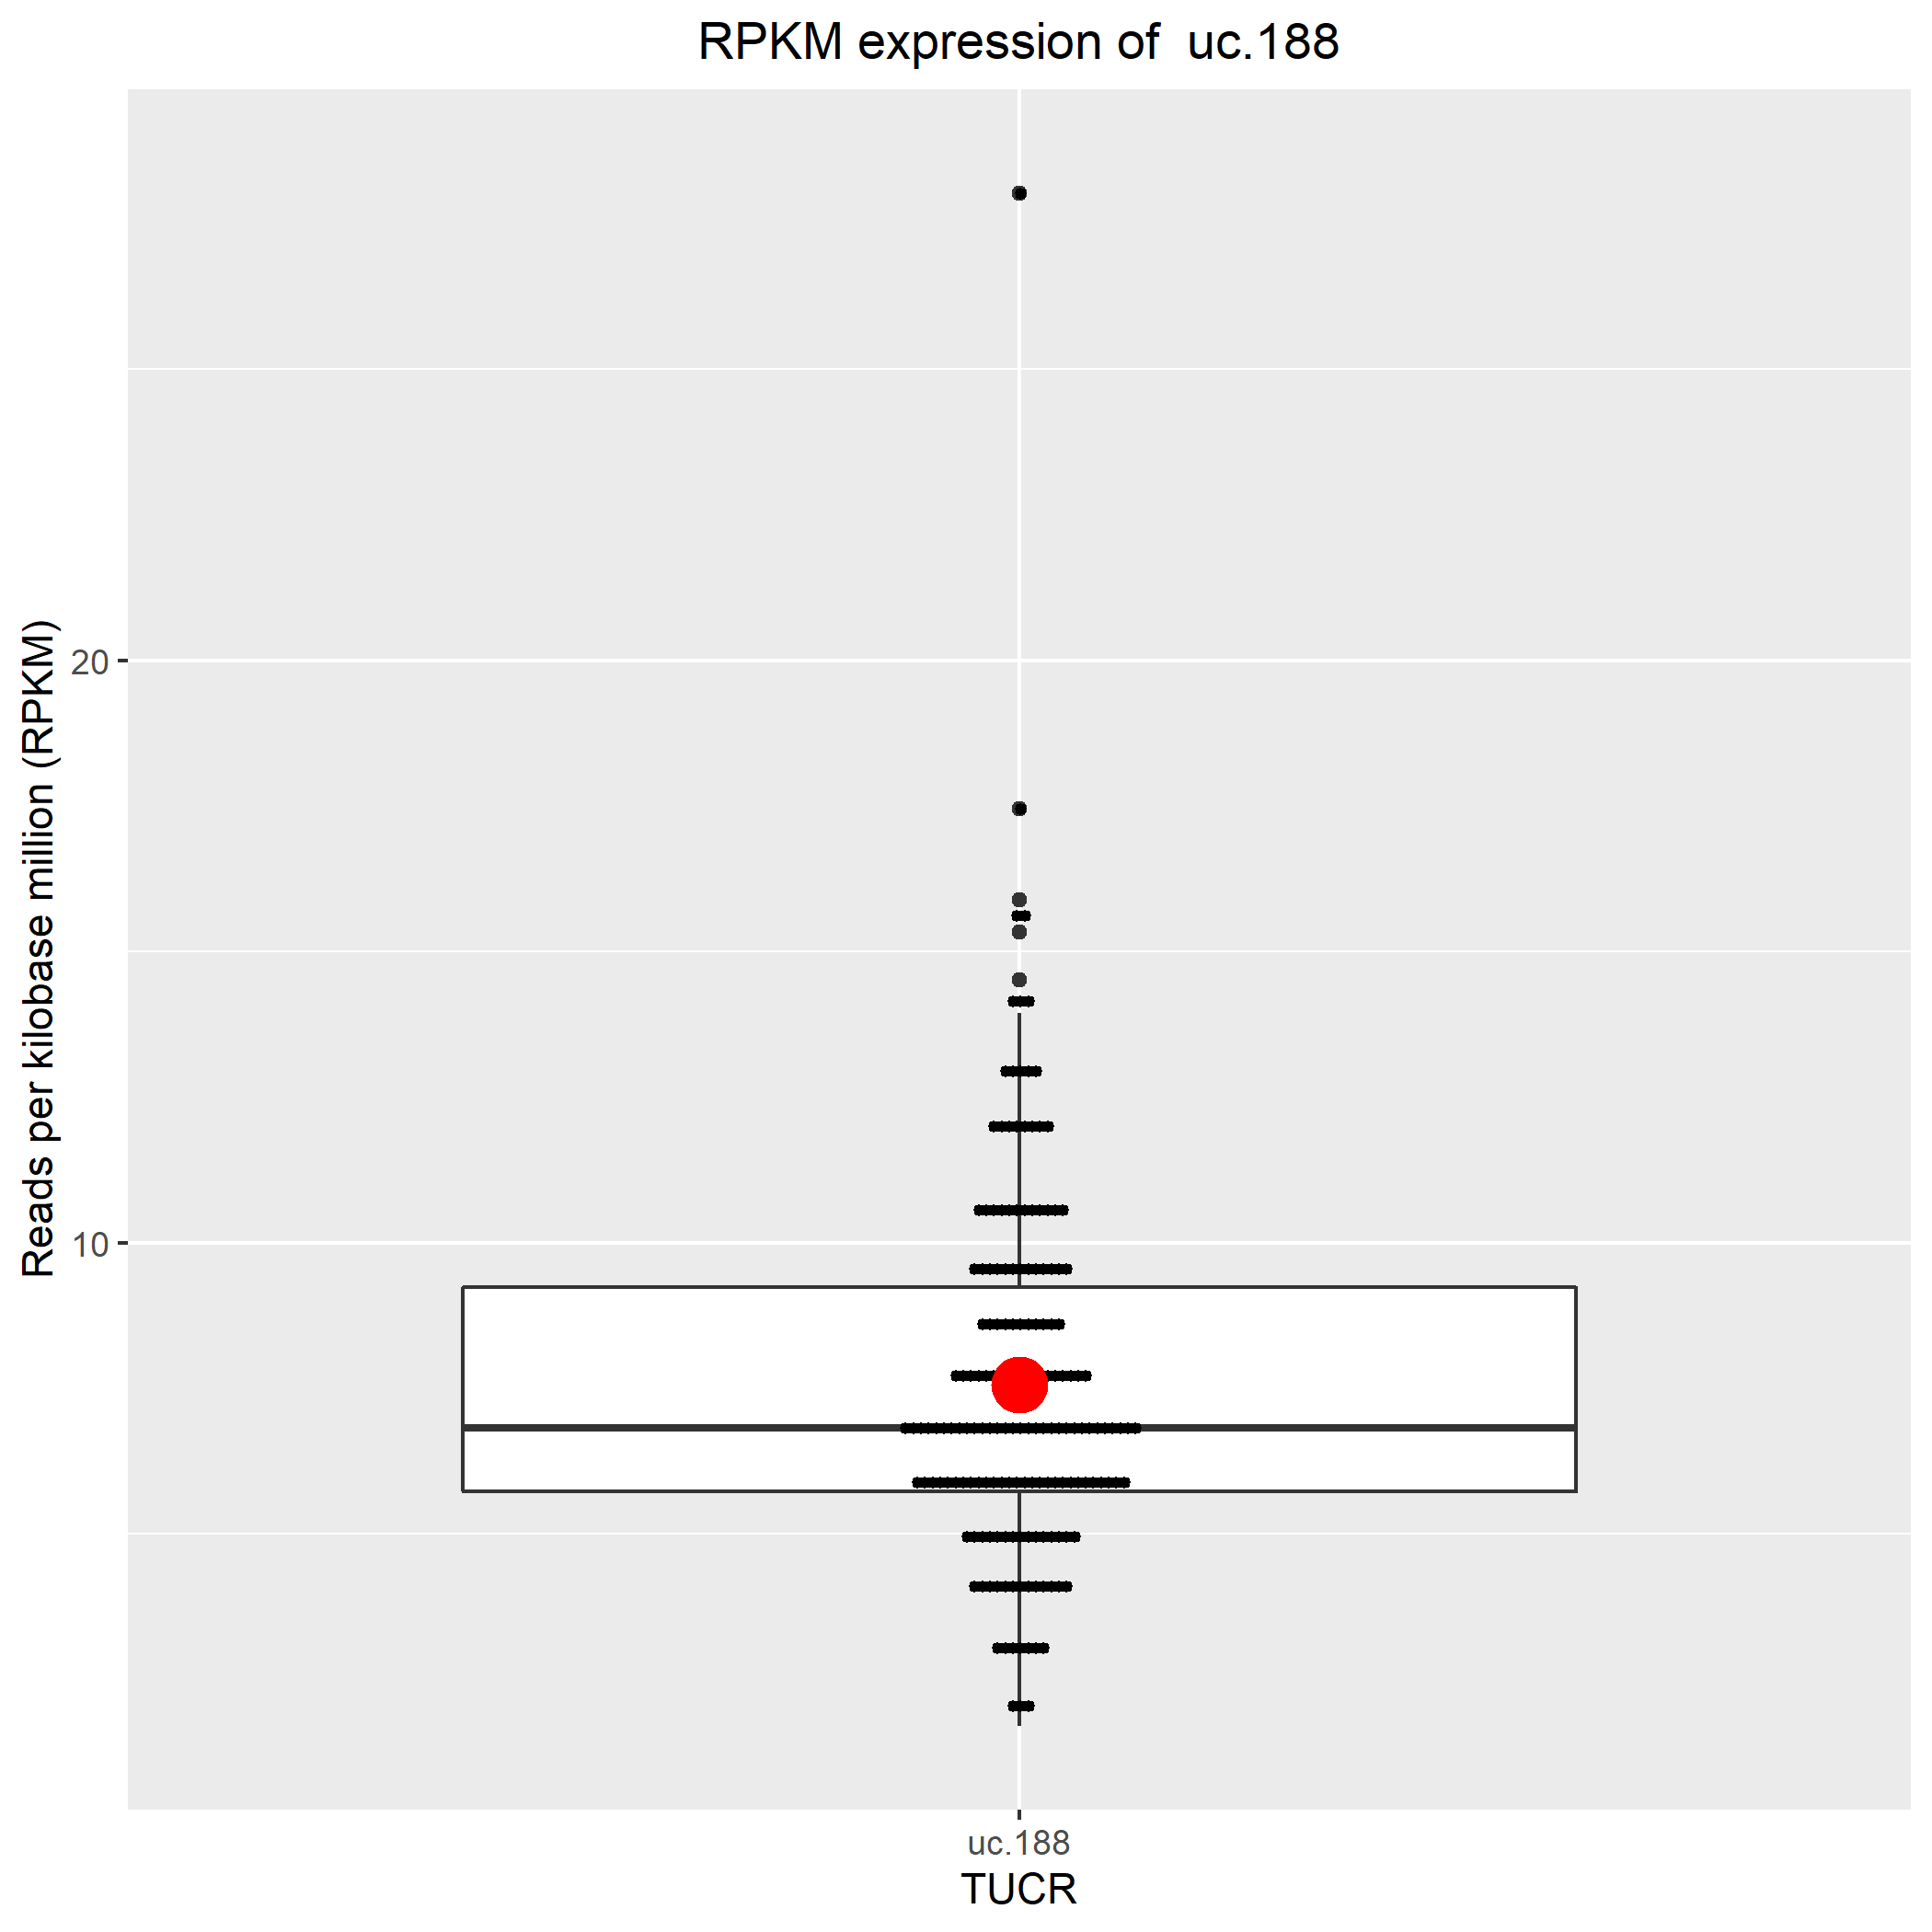 RPKM expression of  uc.188
Reads per kilobase million (RPKM)
20
10
uc.188
TUCR